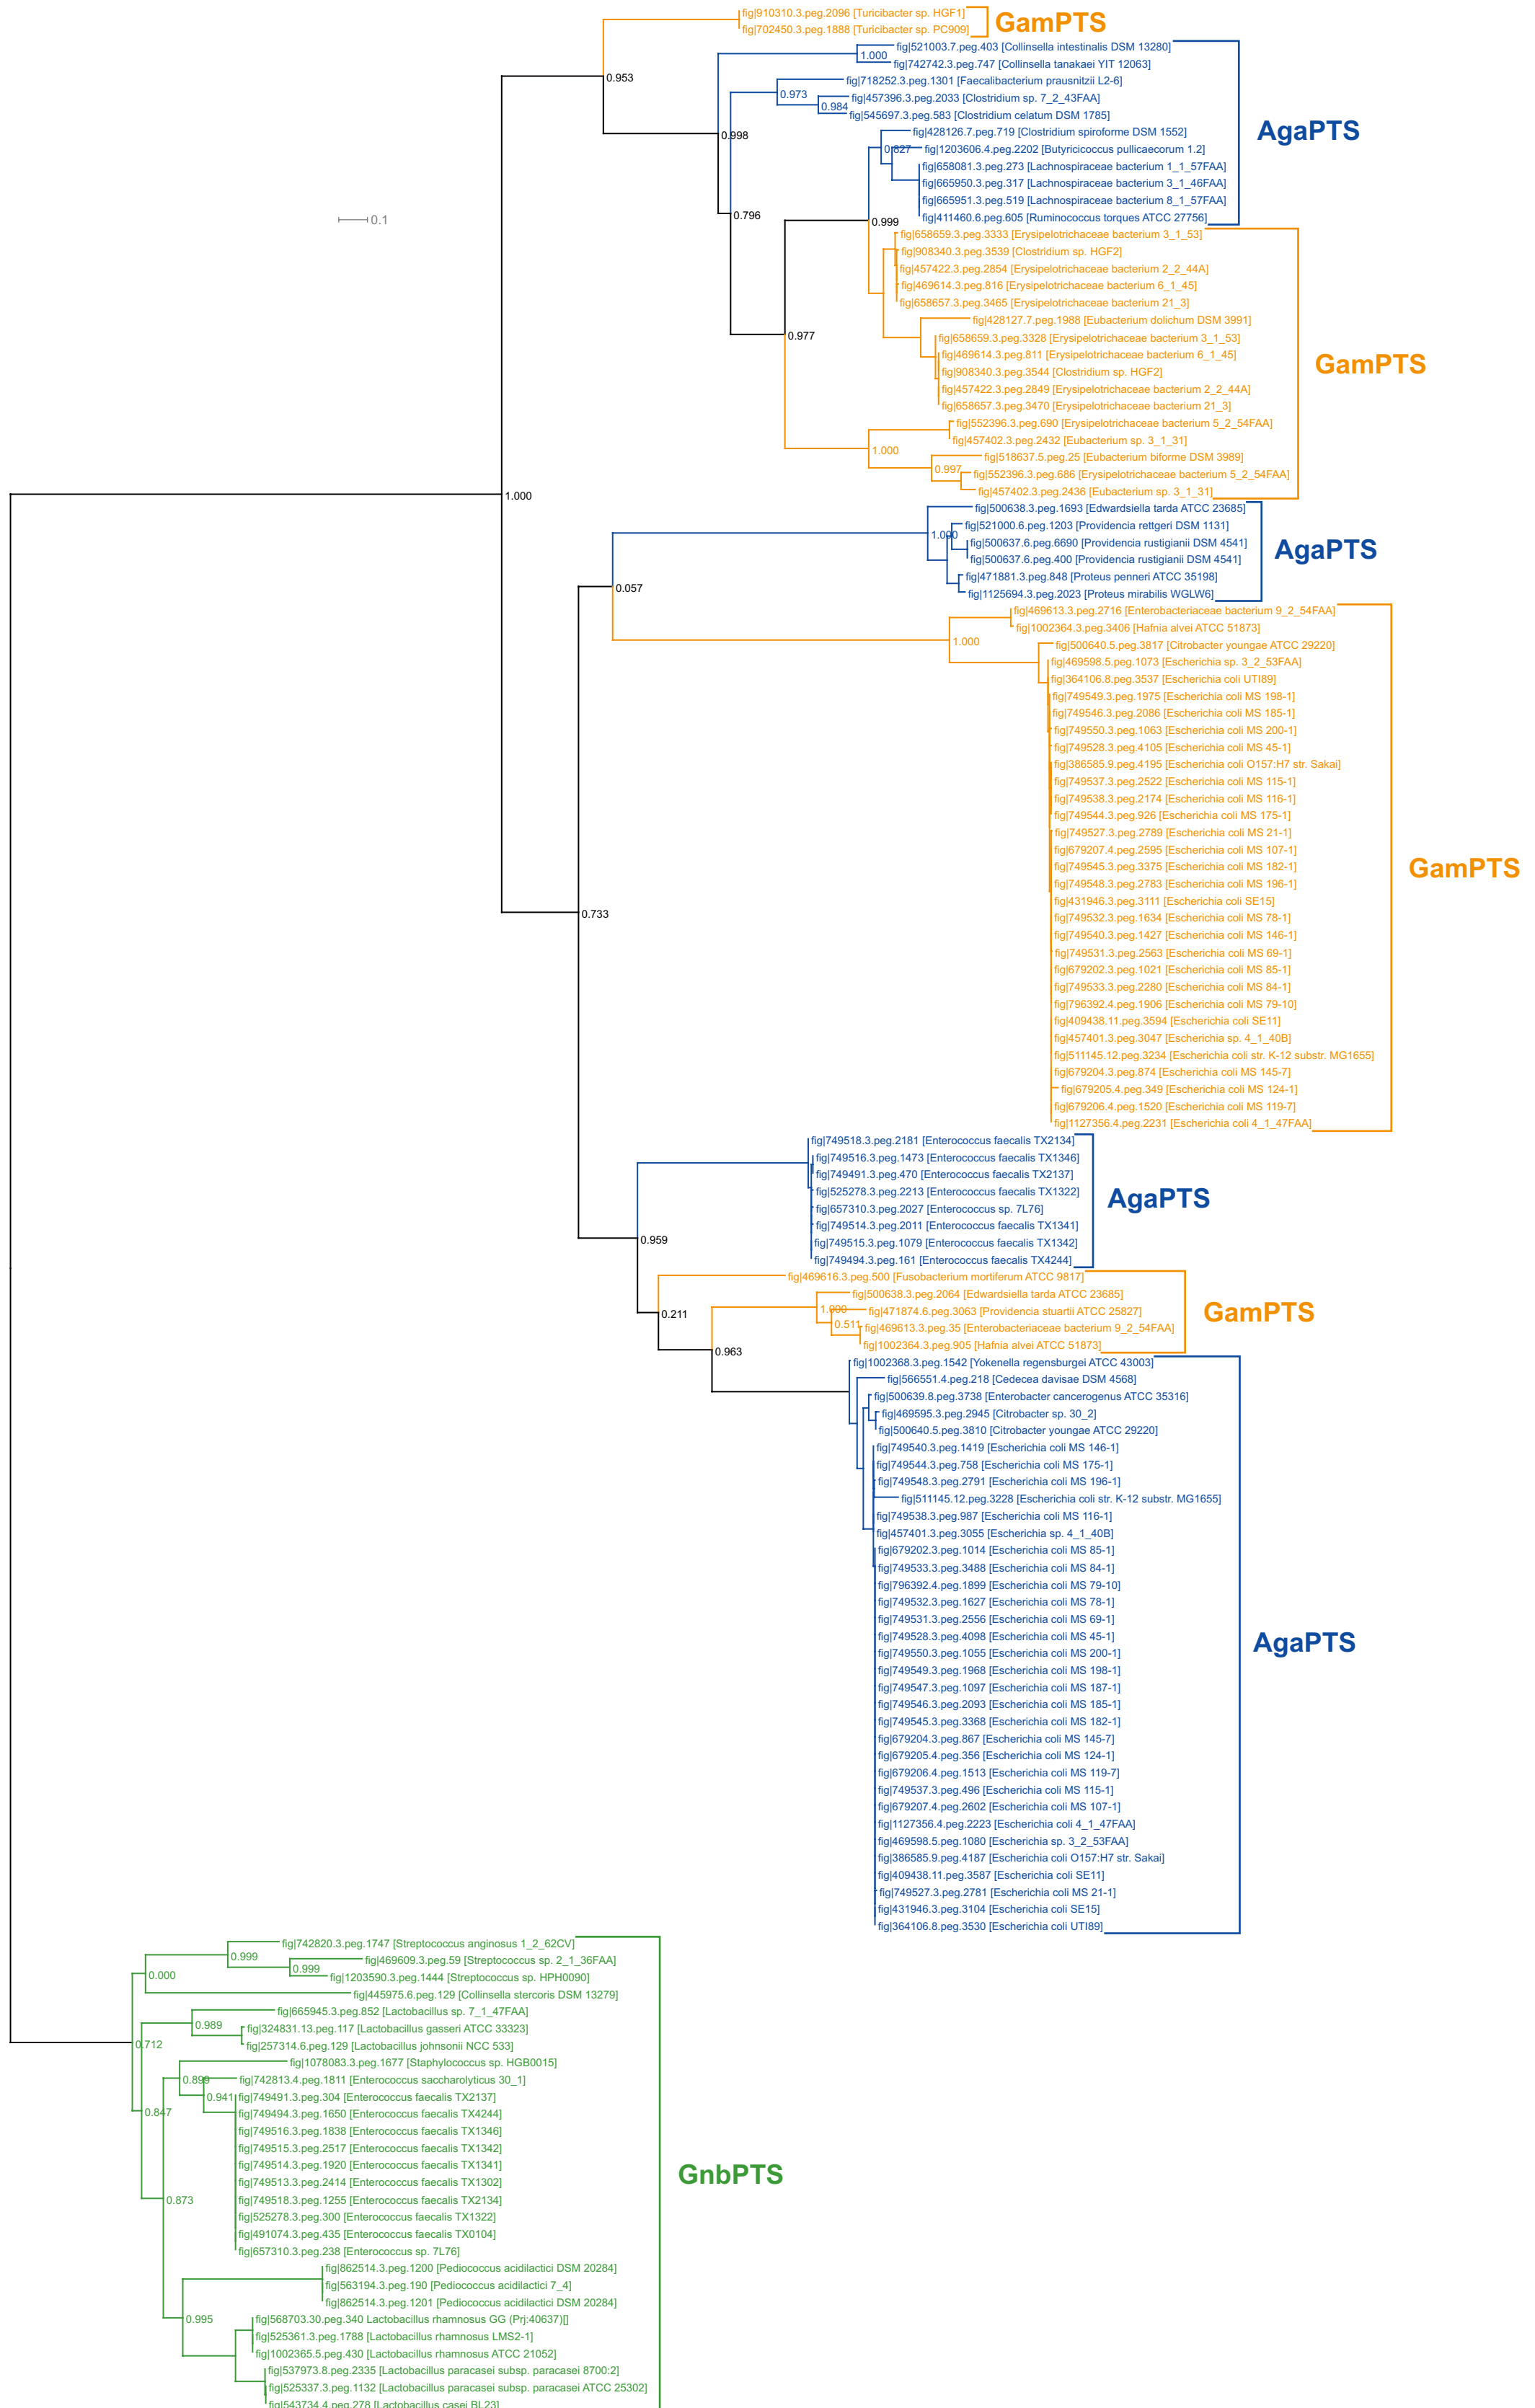 fig|910310.3.peg.2096 [Turicibacter sp. HGF1]
GamPTS
fig|702450.3.peg.1888 [Turicibacter sp. PC909]
fig|521003.7.peg.403 [Collinsella intestinalis DSM 13280]
1.000
fig|742742.3.peg.747 [Collinsella tanakaei YIT 12063]
0.953
fig|718252.3.peg.1301 [Faecalibacterium prausnitzii L2-6]
0.973
fig|457396.3.peg.2033 [Clostridium sp. 7_2_43FAA]
0.984
fig|545697.3.peg.583 [Clostridium celatum DSM 1785]
AgaPTS
0.998
fig|428126.7.peg.719 [Clostridium spiroforme DSM 1552]
0.827
fig|1203606.4.peg.2202 [Butyricicoccus pullicaecorum 1.2]
fig|658081.3.peg.273 [Lachnospiraceae bacterium 1_1_57FAA]
fig|665950.3.peg.317 [Lachnospiraceae bacterium 3_1_46FAA]
fig|665951.3.peg.519 [Lachnospiraceae bacterium 8_1_57FAA]
0.1
0.796
fig|411460.6.peg.605 [Ruminococcus torques ATCC 27756]
0.999
fig|658659.3.peg.3333 [Erysipelotrichaceae bacterium 3_1_53]
fig|908340.3.peg.3539 [Clostridium sp. HGF2]
fig|457422.3.peg.2854 [Erysipelotrichaceae bacterium 2_2_44A]
fig|469614.3.peg.816 [Erysipelotrichaceae bacterium 6_1_45]
fig|658657.3.peg.3465 [Erysipelotrichaceae bacterium 21_3]
fig|428127.7.peg.1988 [Eubacterium dolichum DSM 3991]
0.977
fig|658659.3.peg.3328 [Erysipelotrichaceae bacterium 3_1_53]
fig|469614.3.peg.811 [Erysipelotrichaceae bacterium 6_1_45]
GamPTS
fig|908340.3.peg.3544 [Clostridium sp. HGF2]
fig|457422.3.peg.2849 [Erysipelotrichaceae bacterium 2_2_44A]
fig|658657.3.peg.3470 [Erysipelotrichaceae bacterium 21_3]
fig|552396.3.peg.690 [Erysipelotrichaceae bacterium 5_2_54FAA]
fig|457402.3.peg.2432 [Eubacterium sp. 3_1_31]
1.000
fig|518637.5.peg.25 [Eubacterium biforme DSM 3989]
0.997
fig|552396.3.peg.686 [Erysipelotrichaceae bacterium 5_2_54FAA]
fig|457402.3.peg.2436 [Eubacterium sp. 3_1_31]
1.000
fig|500638.3.peg.1693 [Edwardsiella tarda ATCC 23685]
fig|521000.6.peg.1203 [Providencia rettgeri DSM 1131]
1.000
fig|500637.6.peg.6690 [Providencia rustigianii DSM 4541]
AgaPTS
fig|500637.6.peg.400 [Providencia rustigianii DSM 4541]
fig|471881.3.peg.848 [Proteus penneri ATCC 35198]
0.057
fig|1125694.3.peg.2023 [Proteus mirabilis WGLW6]
fig|469613.3.peg.2716 [Enterobacteriaceae bacterium 9_2_54FAA]
fig|1002364.3.peg.3406 [Hafnia alvei ATCC 51873]
1.000
fig|500640.5.peg.3817 [Citrobacter youngae ATCC 29220]
fig|469598.5.peg.1073 [Escherichia sp. 3_2_53FAA]
fig|364106.8.peg.3537 [Escherichia coli UTI89]
fig|749549.3.peg.1975 [Escherichia coli MS 198-1]
fig|749546.3.peg.2086 [Escherichia coli MS 185-1]
fig|749550.3.peg.1063 [Escherichia coli MS 200-1]
fig|749528.3.peg.4105 [Escherichia coli MS 45-1]
fig|386585.9.peg.4195 [Escherichia coli O157:H7 str. Sakai]
fig|749537.3.peg.2522 [Escherichia coli MS 115-1]
fig|749538.3.peg.2174 [Escherichia coli MS 116-1]
fig|749544.3.peg.926 [Escherichia coli MS 175-1]
fig|749527.3.peg.2789 [Escherichia coli MS 21-1]
fig|679207.4.peg.2595 [Escherichia coli MS 107-1]
fig|749545.3.peg.3375 [Escherichia coli MS 182-1]
GamPTS
fig|749548.3.peg.2783 [Escherichia coli MS 196-1]
fig|431946.3.peg.3111 [Escherichia coli SE15]
0.733
fig|749532.3.peg.1634 [Escherichia coli MS 78-1]
fig|749540.3.peg.1427 [Escherichia coli MS 146-1]
fig|749531.3.peg.2563 [Escherichia coli MS 69-1]
fig|679202.3.peg.1021 [Escherichia coli MS 85-1]
fig|749533.3.peg.2280 [Escherichia coli MS 84-1]
fig|796392.4.peg.1906 [Escherichia coli MS 79-10]
fig|409438.11.peg.3594 [Escherichia coli SE11]
fig|457401.3.peg.3047 [Escherichia sp. 4_1_40B]
fig|511145.12.peg.3234 [Escherichia coli str. K-12 substr. MG1655]
fig|679204.3.peg.874 [Escherichia coli MS 145-7]
fig|679205.4.peg.349 [Escherichia coli MS 124-1]
fig|679206.4.peg.1520 [Escherichia coli MS 119-7]
fig|1127356.4.peg.2231 [Escherichia coli 4_1_47FAA]
fig|749518.3.peg.2181 [Enterococcus faecalis TX2134]
fig|749516.3.peg.1473 [Enterococcus faecalis TX1346]
fig|749491.3.peg.470 [Enterococcus faecalis TX2137]
fig|525278.3.peg.2213 [Enterococcus faecalis TX1322]
AgaPTS
fig|657310.3.peg.2027 [Enterococcus sp. 7L76]
fig|749514.3.peg.2011 [Enterococcus faecalis TX1341]
0.959
fig|749515.3.peg.1079 [Enterococcus faecalis TX1342]
fig|749494.3.peg.161 [Enterococcus faecalis TX4244]
fig|469616.3.peg.500 [Fusobacterium mortiferum ATCC 9817]
fig|500638.3.peg.2064 [Edwardsiella tarda ATCC 23685]
0.211
1.000
fig|471874.6.peg.3063 [Providencia stuartii ATCC 25827]
GamPTS
0.511
fig|469613.3.peg.35 [Enterobacteriaceae bacterium 9_2_54FAA]
fig|1002364.3.peg.905 [Hafnia alvei ATCC 51873]
0.963
fig|1002368.3.peg.1542 [Yokenella regensburgei ATCC 43003]
fig|566551.4.peg.218 [Cedecea davisae DSM 4568]
fig|500639.8.peg.3738 [Enterobacter cancerogenus ATCC 35316]
fig|469595.3.peg.2945 [Citrobacter sp. 30_2]
fig|500640.5.peg.3810 [Citrobacter youngae ATCC 29220]
fig|749540.3.peg.1419 [Escherichia coli MS 146-1]
fig|749544.3.peg.758 [Escherichia coli MS 175-1]
fig|749548.3.peg.2791 [Escherichia coli MS 196-1]
fig|511145.12.peg.3228 [Escherichia coli str. K-12 substr. MG1655]
fig|749538.3.peg.987 [Escherichia coli MS 116-1]
fig|457401.3.peg.3055 [Escherichia sp. 4_1_40B]
fig|679202.3.peg.1014 [Escherichia coli MS 85-1]
fig|749533.3.peg.3488 [Escherichia coli MS 84-1]
fig|796392.4.peg.1899 [Escherichia coli MS 79-10]
fig|749532.3.peg.1627 [Escherichia coli MS 78-1]
fig|749531.3.peg.2556 [Escherichia coli MS 69-1]
fig|749528.3.peg.4098 [Escherichia coli MS 45-1]
AgaPTS
fig|749550.3.peg.1055 [Escherichia coli MS 200-1]
fig|749549.3.peg.1968 [Escherichia coli MS 198-1]
fig|749547.3.peg.1097 [Escherichia coli MS 187-1]
fig|749546.3.peg.2093 [Escherichia coli MS 185-1]
fig|749545.3.peg.3368 [Escherichia coli MS 182-1]
fig|679204.3.peg.867 [Escherichia coli MS 145-7]
fig|679205.4.peg.356 [Escherichia coli MS 124-1]
fig|679206.4.peg.1513 [Escherichia coli MS 119-7]
fig|749537.3.peg.496 [Escherichia coli MS 115-1]
fig|679207.4.peg.2602 [Escherichia coli MS 107-1]
fig|1127356.4.peg.2223 [Escherichia coli 4_1_47FAA]
fig|469598.5.peg.1080 [Escherichia sp. 3_2_53FAA]
fig|386585.9.peg.4187 [Escherichia coli O157:H7 str. Sakai]
fig|409438.11.peg.3587 [Escherichia coli SE11]
fig|749527.3.peg.2781 [Escherichia coli MS 21-1]
fig|431946.3.peg.3104 [Escherichia coli SE15]
fig|364106.8.peg.3530 [Escherichia coli UTI89]
fig|742820.3.peg.1747 [Streptococcus anginosus 1_2_62CV]
0.999
fig|469609.3.peg.59 [Streptococcus sp. 2_1_36FAA]
0.999
0.000
fig|1203590.3.peg.1444 [Streptococcus sp. HPH0090]
fig|445975.6.peg.129 [Collinsella stercoris DSM 13279]
fig|665945.3.peg.852 [Lactobacillus sp. 7_1_47FAA]
0.989
fig|324831.13.peg.117 [Lactobacillus gasseri ATCC 33323]
0.712
fig|257314.6.peg.129 [Lactobacillus johnsonii NCC 533]
fig|1078083.3.peg.1677 [Staphylococcus sp. HGB0015]
0.899
fig|742813.4.peg.1811 [Enterococcus saccharolyticus 30_1]
0.941
fig|749491.3.peg.304 [Enterococcus faecalis TX2137]
0.847
fig|749494.3.peg.1650 [Enterococcus faecalis TX4244]
fig|749516.3.peg.1838 [Enterococcus faecalis TX1346]
fig|749515.3.peg.2517 [Enterococcus faecalis TX1342]
fig|749514.3.peg.1920 [Enterococcus faecalis TX1341]
GnbPTS
fig|749513.3.peg.2414 [Enterococcus faecalis TX1302]
0.873
fig|749518.3.peg.1255 [Enterococcus faecalis TX2134]
fig|525278.3.peg.300 [Enterococcus faecalis TX1322]
fig|491074.3.peg.435 [Enterococcus faecalis TX0104]
fig|657310.3.peg.238 [Enterococcus sp. 7L76]
fig|862514.3.peg.1200 [Pediococcus acidilactici DSM 20284]
fig|563194.3.peg.190 [Pediococcus acidilactici 7_4]
fig|862514.3.peg.1201 [Pediococcus acidilactici DSM 20284]
0.995
fig|568703.30.peg.340 Lactobacillus rhamnosus GG (Prj:40637)[]
fig|525361.3.peg.1788 [Lactobacillus rhamnosus LMS2-1]
fig|1002365.5.peg.430 [Lactobacillus rhamnosus ATCC 21052]
fig|537973.8.peg.2335 [Lactobacillus paracasei subsp. paracasei 8700:2]
fig|525337.3.peg.1132 [Lactobacillus paracasei subsp. paracasei ATCC 25302]
fig|543734.4.peg.278 [Lactobacillus casei BL23]